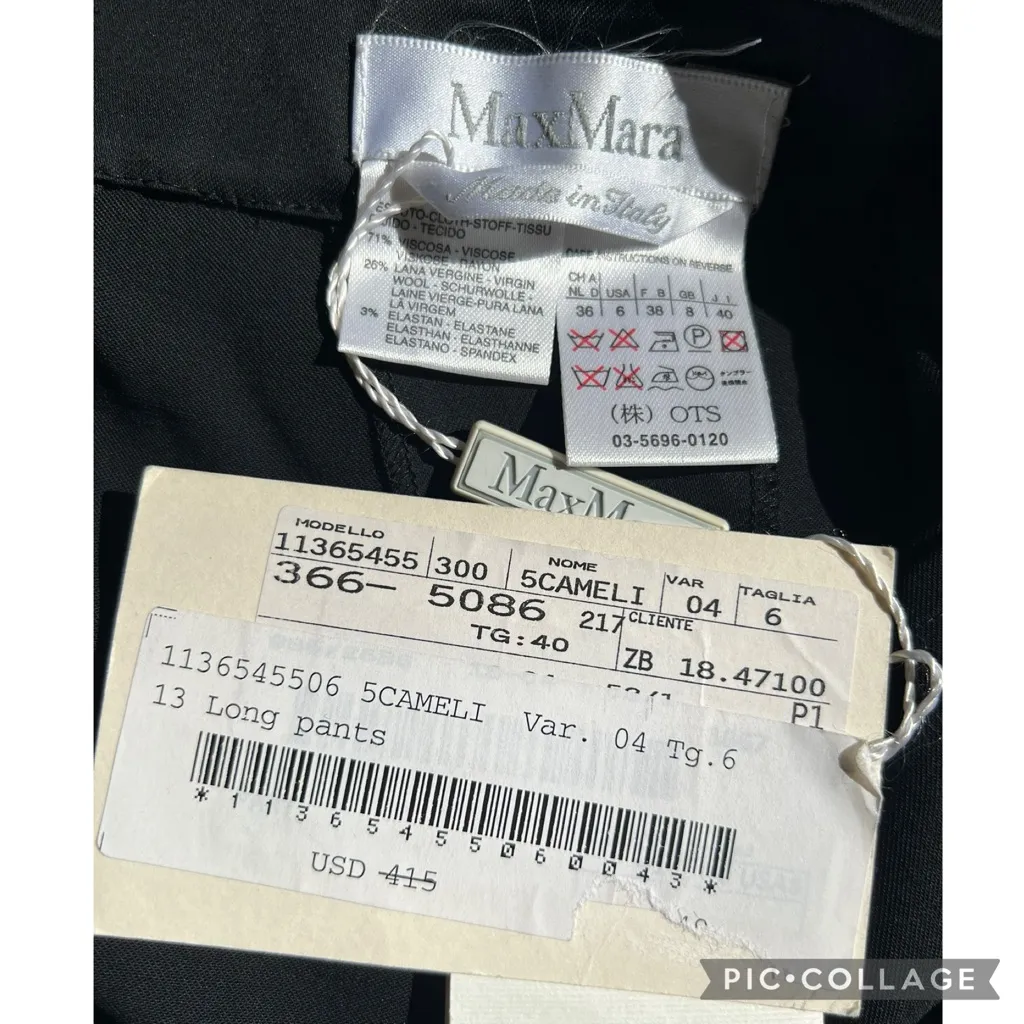 MaxMara
Made in Italy
TO-CLOTH-STOFF-TISSU
IDO - TECIDO
71% VISCOSA - VISCOSE
VISKOSE - RAYON
26% LANA VERGINE - VIRGIN
WOOL - SCHURWOLLE -
LAINE VIERGE-PURA LANA
LÃ VIRGEM
3% ELASTAN - ELASTANE
ELASTHAN - ELASTHANNE
ELASTANO - SPANDEX
CARE INSTRUCTIONS ON REVERSE
CH A
NL D USA F B GB J I
36 6 38 8 40
P
(株) OTS
03-5696-0120
MaxM
MODELLO NOME VAR TAGLIA
11365455 300 5CAMELI 04 6
366- 5086 217 CLIENTE
TG:40 ZB 18.47100
P1
1136545506 5CAMELI Var. 04 Tg.6
13 Long pants
*11365455060043*
USD 415
PIC•COLLAGE